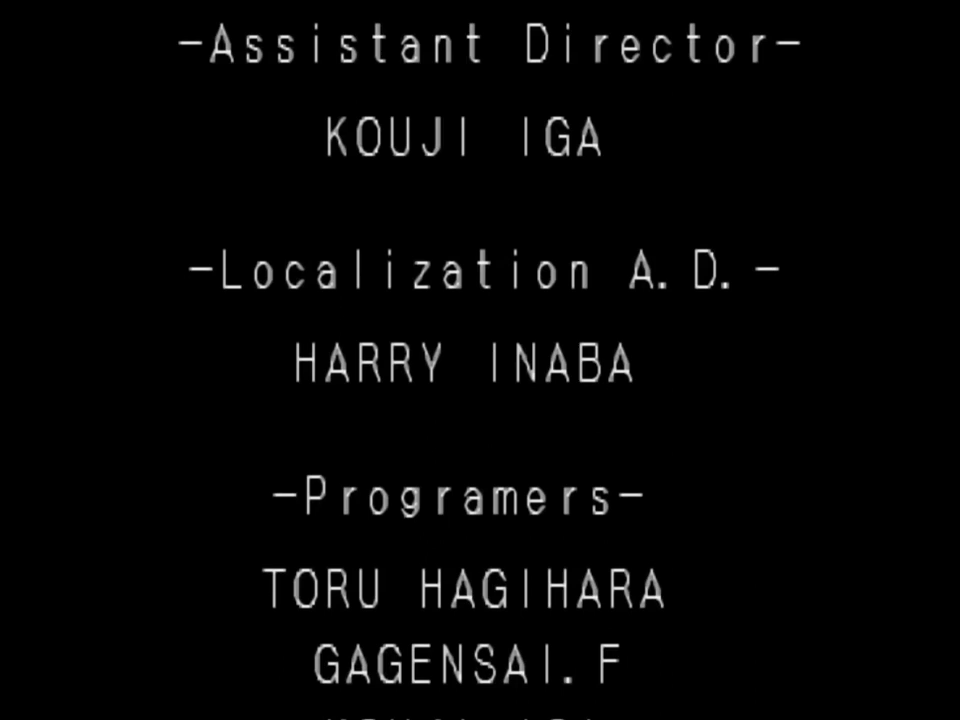 -Assistant Director-
KOUJI IGA
-Localization A.D.-
HARRY INABA
-Programers-
TORU HAGIHARA
GAGENSAI.F